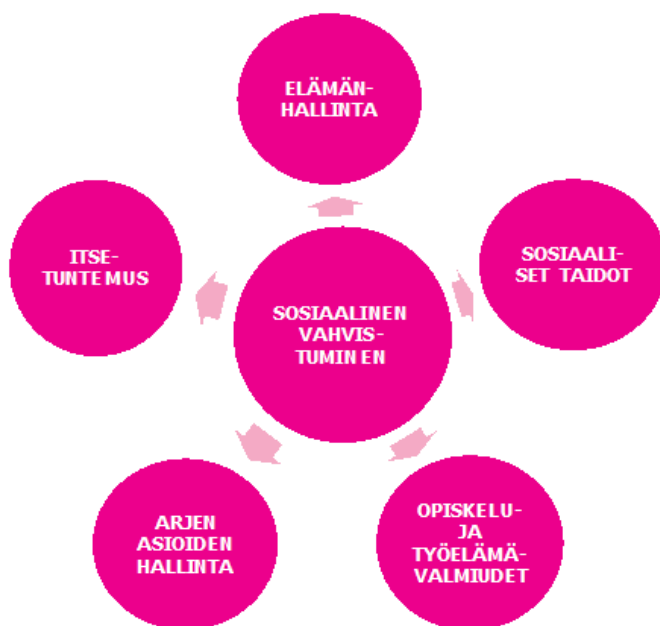 ELÄMÄN-
HALLINTA
ITSE-
TUNTEMUS
SOSIAALI-
SET TAIDOT
SOSIAALINEN
VAHVIS-
TUMINEN
ARJEN
ASIOIDEN
HALLINTA
OPISKELU-
JA
TYÖELÄMÄ-
VALMIUDET